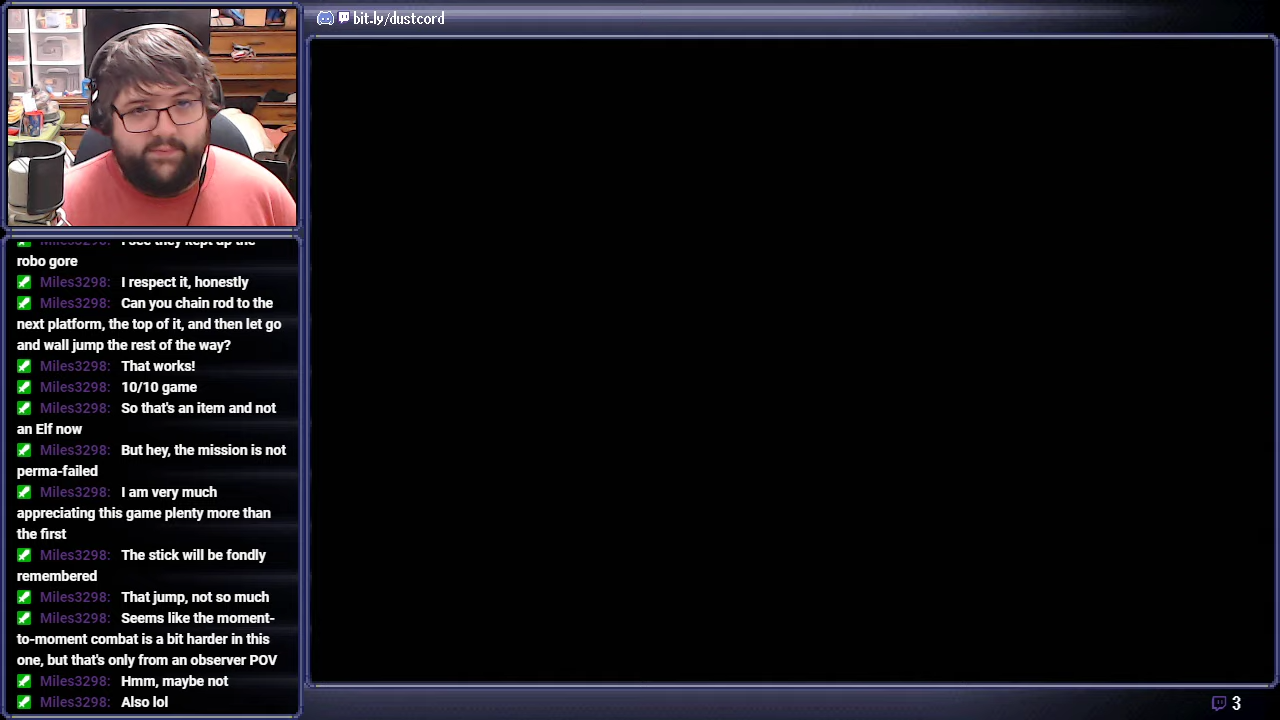 bit.ly/dustcord
Miles3298: I see they kept up the
robo gore
Miles3298: I respect it, honestly
Miles3298: Can you chain rod to the
next platform, the top of it, and then let go
and wall jump the rest of the way?
Miles3298: That works!
Miles3298: 10/10 game
Miles3298: So that's an item and not
an Elf now
Miles3298: But hey, the mission is not
perma-failed
Miles3298: I am very much
appreciating this game plenty more than
the first
Miles3298: The stick will be fondly
remembered
Miles3298: That jump, not so much
Miles3298: Seems like the moment-
to-moment combat is a bit harder in this
one, but that's only from an observer POV
Miles3298: Hmm, maybe not
Miles3298: Also lol
3